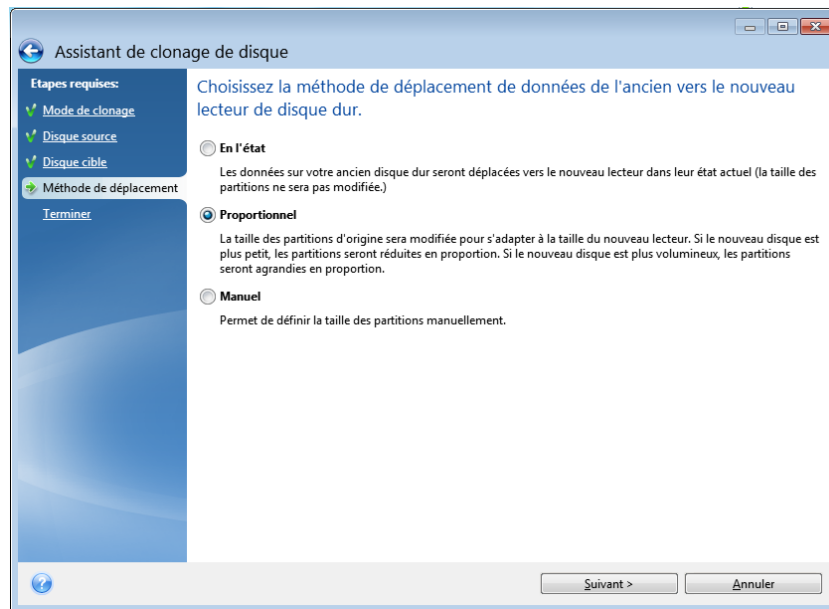 Assistant de clonage de disque
Etapes requises:
Mode de clonage
Disque source
Disque cible
Méthode de déplacement
Terminer
Choisissez la méthode de déplacement de données de l'ancien vers le nouveau
lecteur de disque dur.
En l'état
Les données sur votre ancien disque dur seront déplacées vers le nouveau lecteur dans leur état actuel (la taille des
partitions ne sera pas modifiée.)
Proportionnel
La taille des partitions d'origine sera modifiée pour s'adapter à la taille du nouveau lecteur. Si le nouveau disque est
plus petit, les partitions seront réduites en proportion. Si le nouveau disque est plus volumineux, les partitions
seront agrandies en proportion.
Manuel
Permet de définir la taille des partitions manuellement.
Suivant >
Annuler